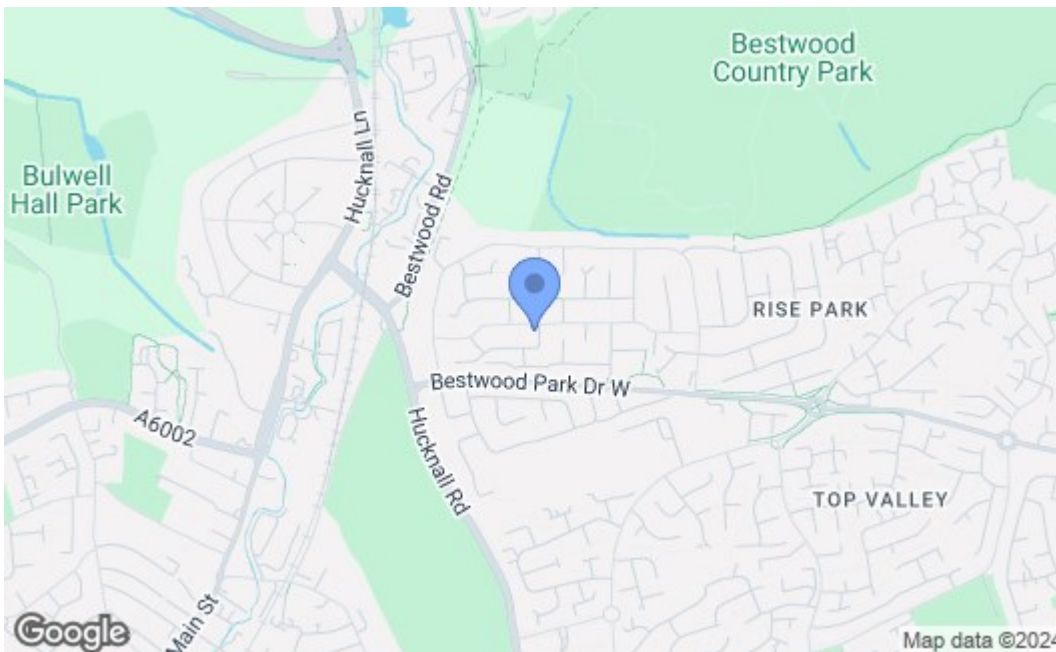 Bestwood
Country Park
Bulwell
Hall Park
Hucknall Ln
Bestwood Rd
RISE PARK
Bestwood Park Dr W
A6002
Hucknall Rd
TOP VALLEY
Main St
Google
Map data ©2024